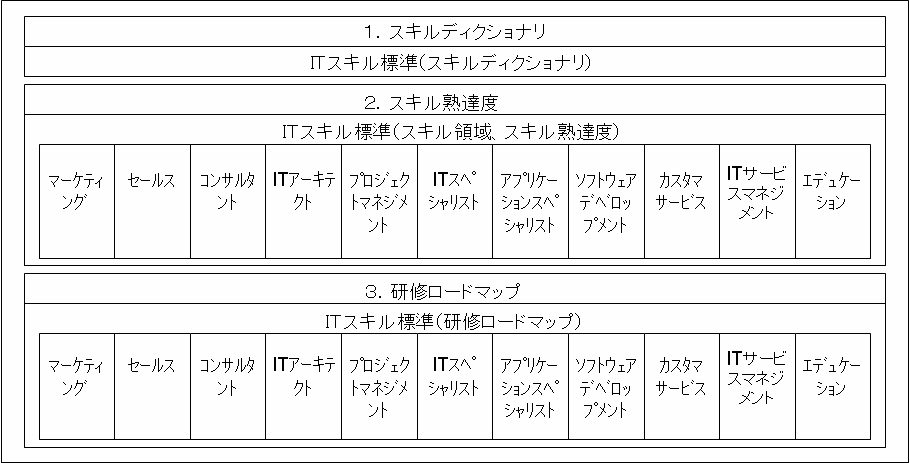 １．スキルディクショナリ
ＩＴスキル標準（スキルディクショナリ）
２．スキル熟達度
ＩＴスキル標準（スキル領域、スキル熟達度）
ﾏｰｹﾃｨ
ﾝｸﾞ
ｾｰﾙｽ
ｺﾝｻﾙﾀ
ﾝﾄ
ITｱｰｷﾃ
ｸﾄ
ﾌﾟﾛｼﾞｪｸ
ﾄﾏﾈｼﾞﾒ
ﾝﾄ
ITｽﾍﾟ
ｼｬﾘｽﾄ
ｱﾌﾟﾘｹｰ
ｼｮﾝｽﾍﾟ
ｼｬﾘｽﾄ
ｿﾌﾄｳｪｱ
ﾃﾞﾍﾞﾛｯ
ﾌﾟﾒﾝﾄ
ｶｽﾀﾏ
ｻｰﾋﾞｽ
ITｻｰﾋﾞ
ｽﾏﾈｼﾞ
ﾒﾝﾄ
ｴﾃﾞｭｹｰ
ｼｮﾝ
３．研修ロードマップ
ＩＴスキル標準（研修ロードマップ）
ﾏｰｹﾃｨ
ﾝｸﾞ
ｾｰﾙｽ
ｺﾝｻﾙﾀ
ﾝﾄ
ITｱｰｷﾃ
ｸﾄ
ﾌﾟﾛｼﾞｪｸ
ﾄﾏﾈｼﾞﾒ
ﾝﾄ
ITｽﾍﾟ
ｼｬﾘｽﾄ
ｱﾌﾟﾘｹｰ
ｼｮﾝｽﾍﾟ
ｼｬﾘｽﾄ
ｿﾌﾄｳｪｱ
ﾃﾞﾍﾞﾛｯ
ﾌﾟﾒﾝﾄ
ｶｽﾀﾏ
ｻｰﾋﾞｽ
ITｻｰﾋﾞ
ｽﾏﾈｼﾞ
ﾒﾝﾄ
ｴﾃﾞｭｹｰ
ｼｮﾝ